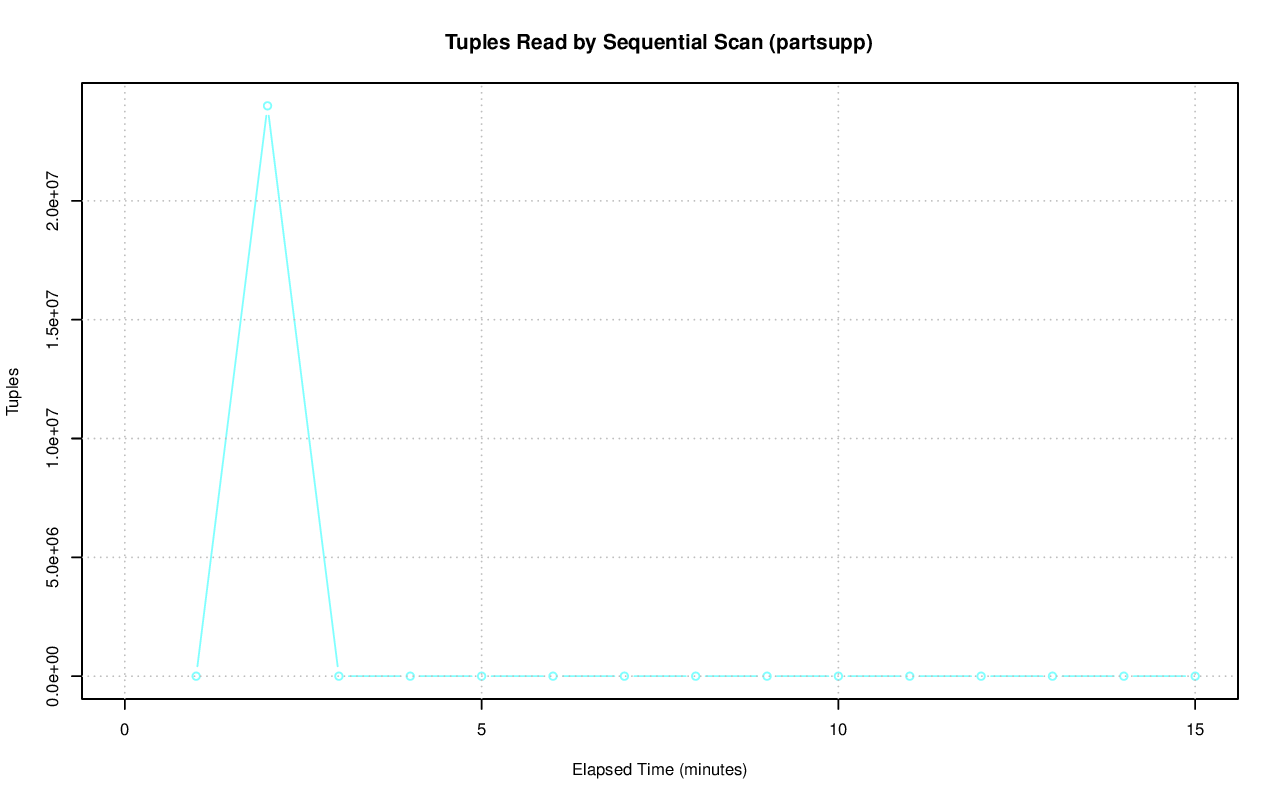 Tuples Read by Sequential Scan (partsupp)
Tuples
2.0e+07
1.5e+07
1.0e+07
5.0e+06
0.0e+00
0 5 10 15
Elapsed Time (minutes)